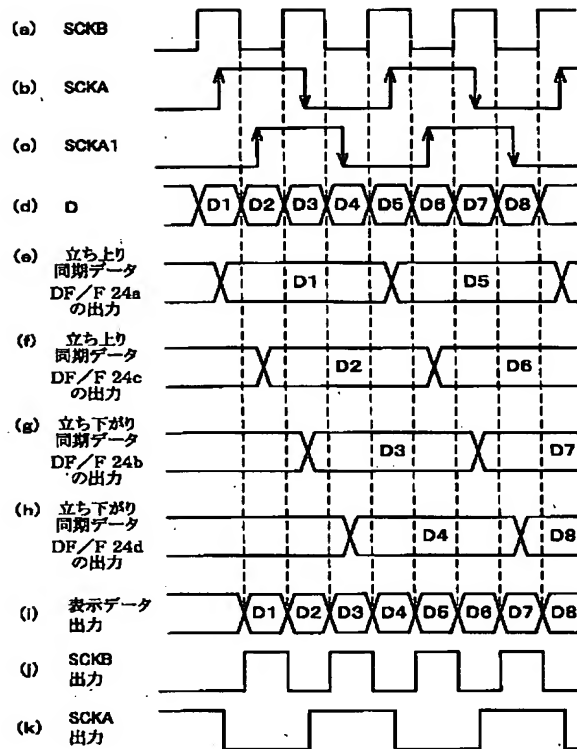 (a) SCKB
(b) SCKA
(c) SCKA1
(d) D D1 D2 D3 D4 D5 D6 D7 D8
(e) 立ち上り
同期データ
DF/F 24a
の出力
D1 D5
(f) 立ち上り
同期データ
DF/F 24c
の出力
D2 D6
(g) 立ち下がり
同期データ
DF/F 24b
の出力
D3 D7
(h) 立ち下がり
同期データ
DF/F 24d
の出力
D4 D8
(i) 表示データ
出力
D1 D2 D3 D4 D5 D6 D7 D8
(j) SCKB
出力
(k) SCKA
出力